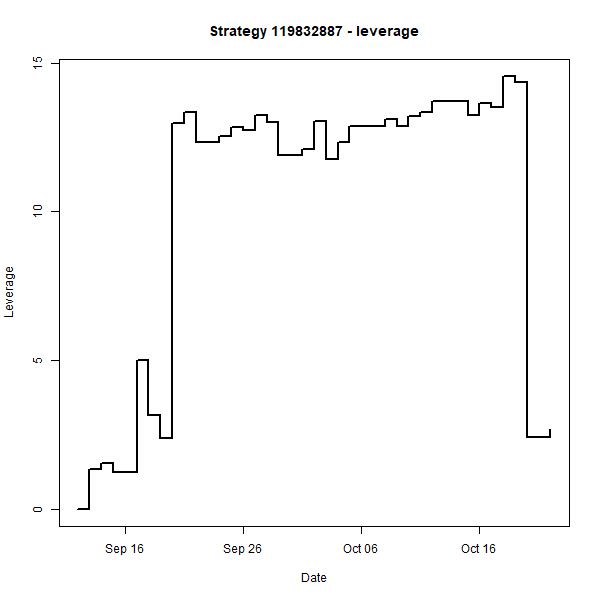 Strategy 119832887 - leverage
15
10
5
0
Leverage
Sep 16
Sep 26
Oct 06
Oct 16
Date